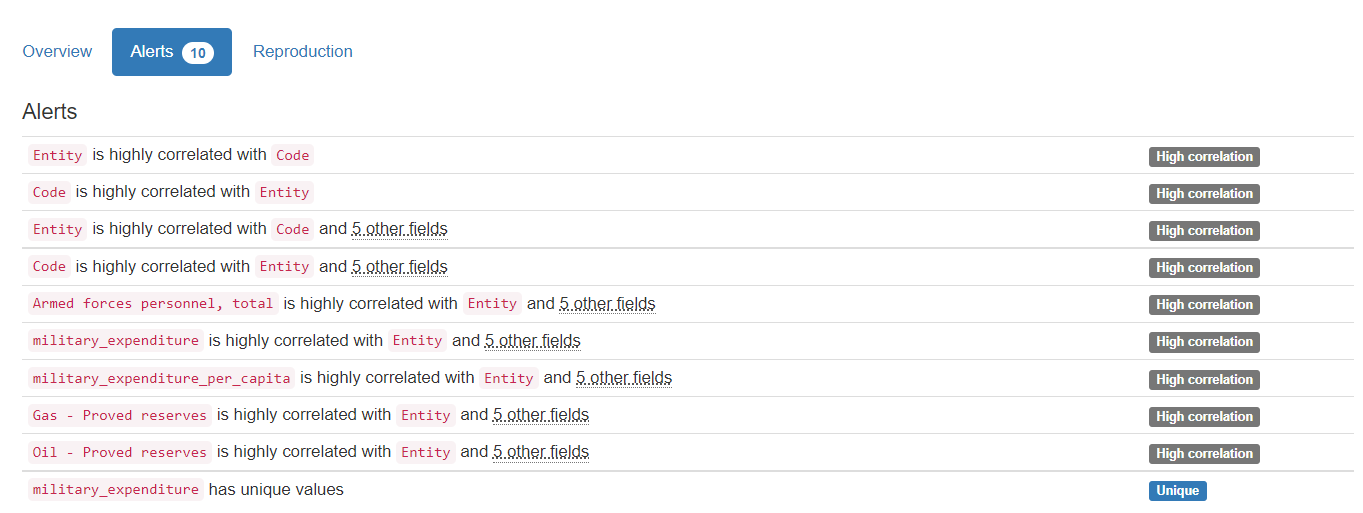 Overview Alerts 10 Reproduction
Alerts
Entity is highly correlated with Code High correlation
Code is highly correlated with Entity High correlation
Entity is highly correlated with Code and 5 other fields High correlation
Code is highly correlated with Entity and 5 other fields High correlation
Armed forces personnel, total is highly correlated with Entity and 5 other fields High correlation
military_expenditure is highly correlated with Entity and 5 other fields High correlation
military_expenditure_per_capita is highly correlated with Entity and 5 other fields High correlation
Gas - Proved reserves is highly correlated with Entity and 5 other fields High correlation
Oil - Proved reserves is highly correlated with Entity and 5 other fields High correlation
military_expenditure has unique values Unique